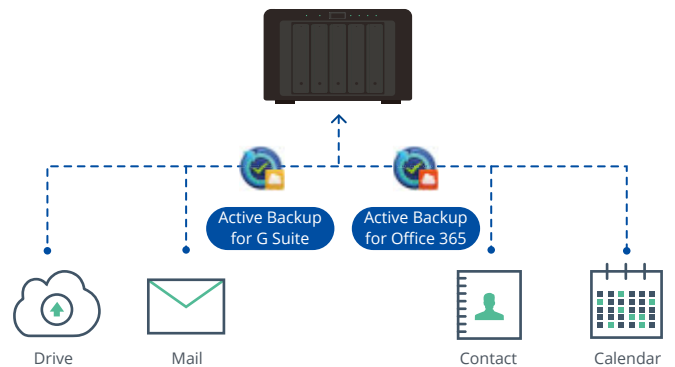 Active Backup
for G Suite
Active Backup
for Office 365
Drive
Mail
Contact
Calendar